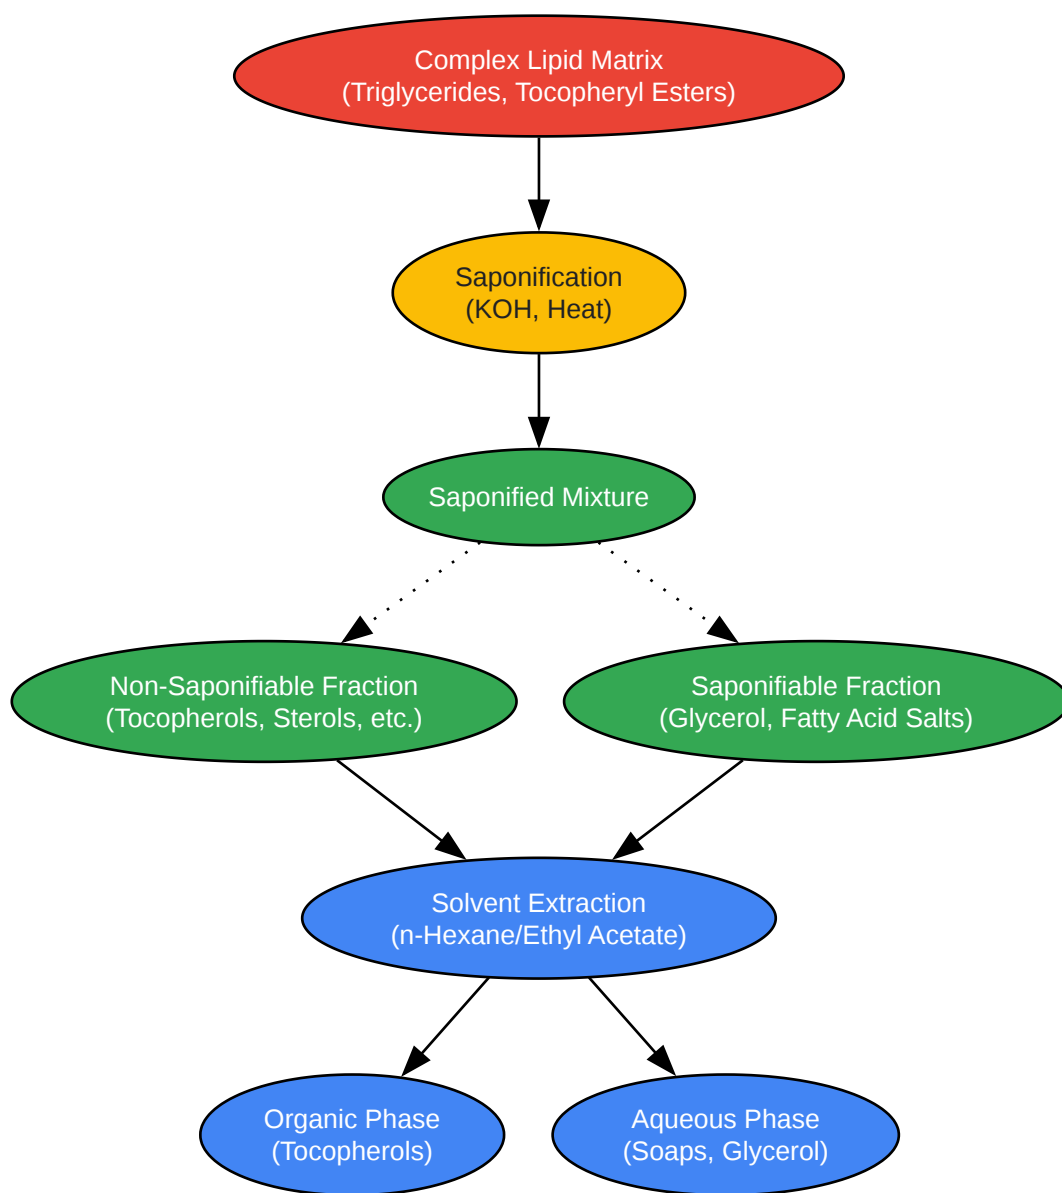 Complex Lipid Matrix
(Triglycerides, Tocopheryl Esters)
Saponification
(KOH, Heat)
Saponified Mixture
Non-Saponifiable Fraction
(Tocopherols, Sterols, etc.)
Saponifiable Fraction
(Glycerol, Fatty Acid Salts)
Solvent Extraction
(n-Hexane/Ethyl Acetate)
Organic Phase
(Tocopherols)
Aqueous Phase
(Soaps, Glycerol)